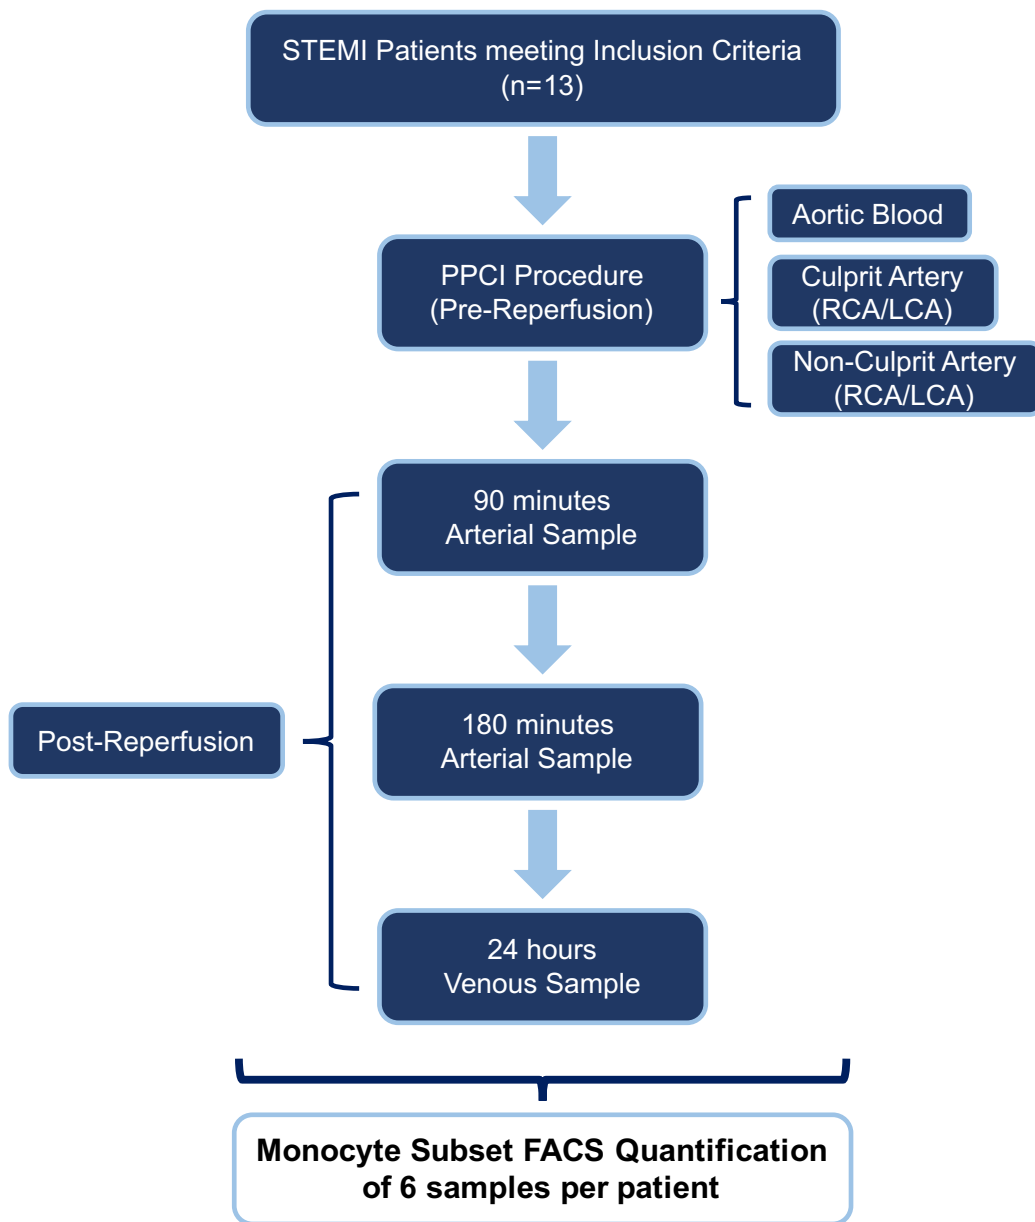 STEMI Patients meeting Inclusion Criteria
(n=13)
PPCI Procedure
(Pre-Reperfusion)
Aortic Blood
Culprit Artery
(RCA/LCA)
Non-Culprit Artery
(RCA/LCA)
90 minutes
Arterial Sample
180 minutes
Arterial Sample
Post-Reperfusion
24 hours
Venous Sample
Monocyte Subset FACS Quantification
of 6 samples per patient